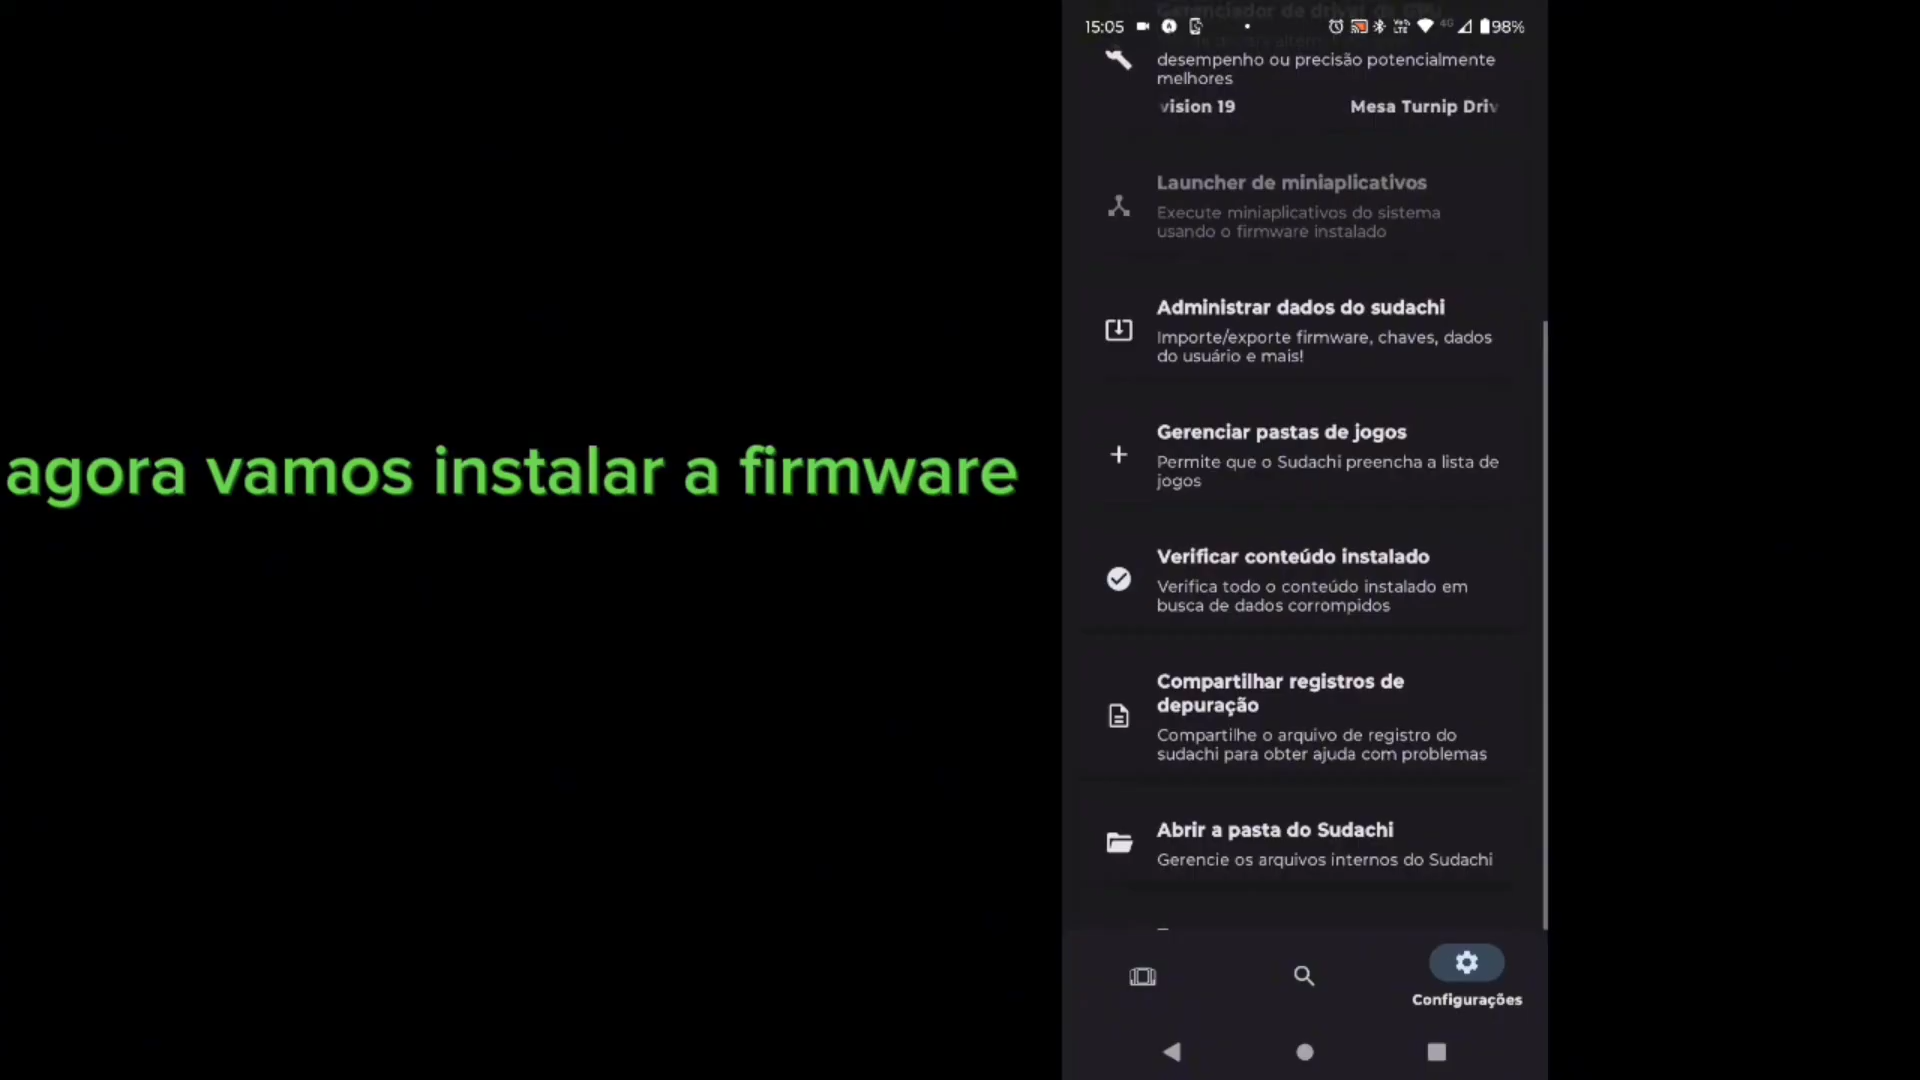 agora vamos instalar a firmware
15:05
4G
98%
desempenho ou precisão potencialmente
melhores
vision 19 Mesa Turnip Driv
Launcher de miniaplicativos
Execute miniaplicativos do sistema
usando o firmware instalado
Administrar dados do sudachi
Importe/exporte firmware, chaves, dados
do usuário e mais!
Gerenciar pastas de jogos
Permite que o Sudachi preencha a lista de
jogos
Verificar conteúdo instalado
Verifica todo o conteúdo instalado em
busca de dados corrompidos
Compartilhar registros de
depuração
Compartilhe o arquivo de registro do
sudachi para obter ajuda com problemas
Abrir a pasta do Sudachi
Gerencie os arquivos internos do Sudachi
Configurações